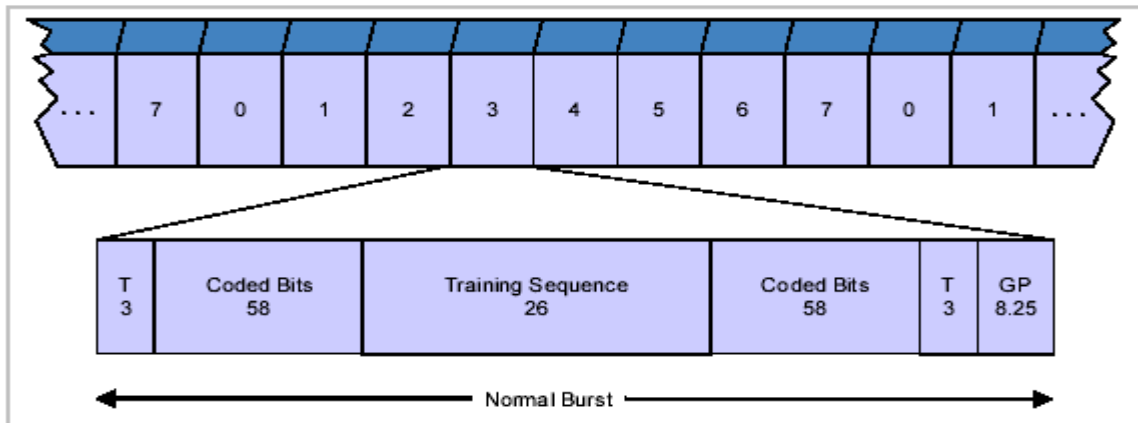 ... 7 0 1 2 3 4 5 6 7 0 1 ...
T Coded Bits Training Sequence Coded Bits T GP
3 58 26 58 3 8.25
Normal Burst